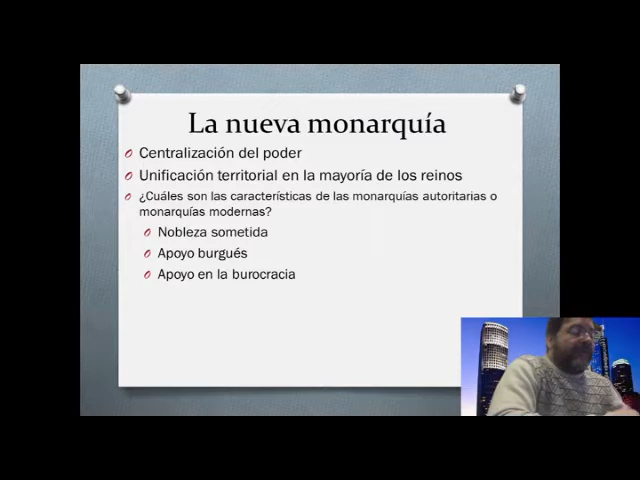 La nueva monarquía
Centralización del poder
Unificación territorial en la mayoría de los reinos
¿Cuáles son las características de las monarquías autoritarias o
monarquías modernas?
Nobleza sometida
Apoyo burgués
Apoyo en la burocracia